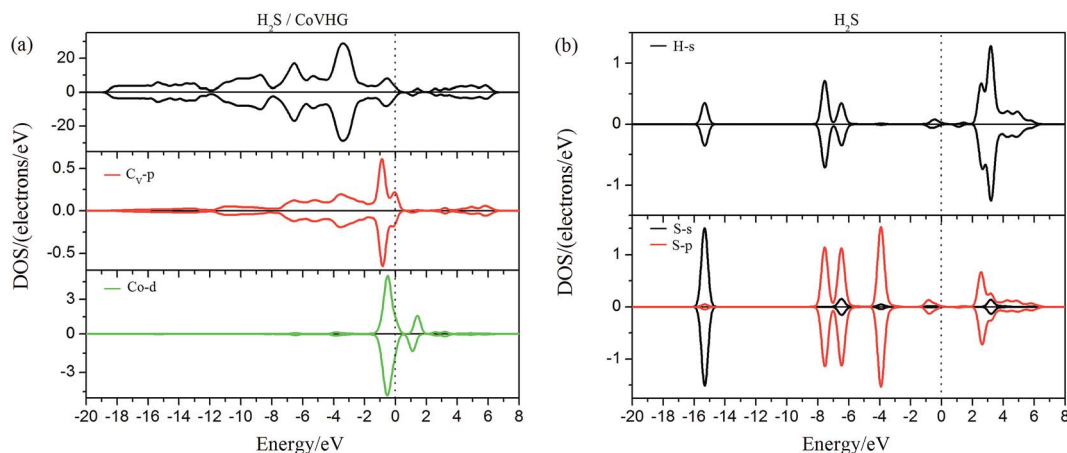 H₂S / CoVHG
(a)
20
10
0
-10
-20
C_V-p
0.5
0.0
-0.5
Co-d
3
0
-3
DOS/(electrons/eV)
-20 -18 -16 -14 -12 -10 -8 -6 -4 -2 0 2 4 6 8
Energy/eV
H₂S
(b)
H-s
1
0
-1
S-s
S-p
1
0
-1
DOS/(electrons/eV)
-20 -18 -16 -14 -12 -10 -8 -6 -4 -2 0 2 4 6 8
Energy/eV